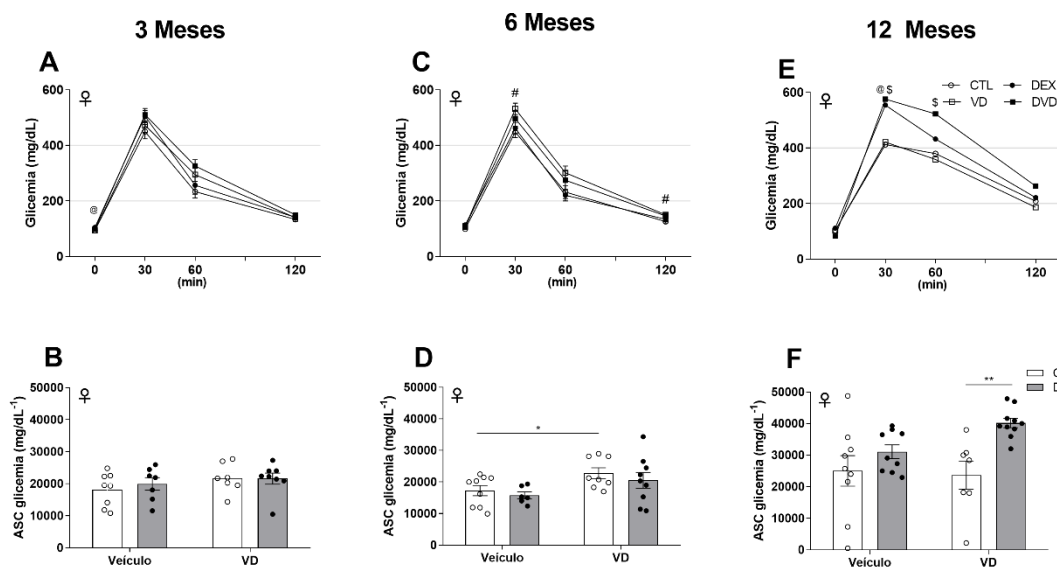 3 Meses
6 Meses
12 Meses
A
♀
Glicemia (mg/dL)
600
400
200
0
@
0 30 60 120
(min)
C
♀
Glicemia (mg/dL)
600
400
200
0
#
#
0 30 60 120
(min)
E
♀
CTL DEX
VD DVD
Glicemia (mg/dL)
600
400
200
0
@ $
$
0 30 60 120
(min)
B
♀
ASC glicemia (mg/dL⁻¹)
50000
40000
30000
20000
10000
0
Veículo VD
D
♀
ASC glicemia (mg/dL⁻¹)
50000
40000
30000
20000
10000
0
*
Veículo VD
F
♀
ASC glicemia (mg/dL⁻¹)
50000
40000
30000
20000
10000
0
**
Veículo VD